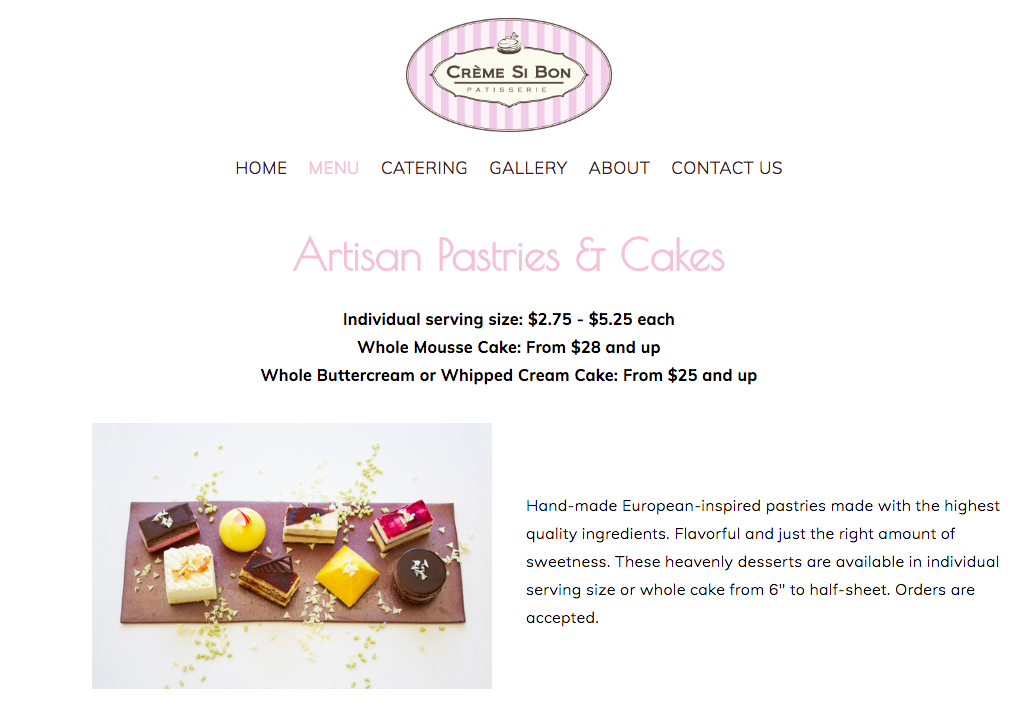 CRÈME SI BON
PATISSERIE
HOME MENU CATERING GALLERY ABOUT CONTACT US
Artisan Pastries & Cakes
Individual serving size: $2.75 - $5.25 each
Whole Mousse Cake: From $28 and up
Whole Buttercream or Whipped Cream Cake: From $25 and up
Hand-made European-inspired pastries made with the highest
quality ingredients. Flavorful and just the right amount of
sweetness. These heavenly desserts are available in individual
serving size or whole cake from 6" to half-sheet. Orders are
accepted.